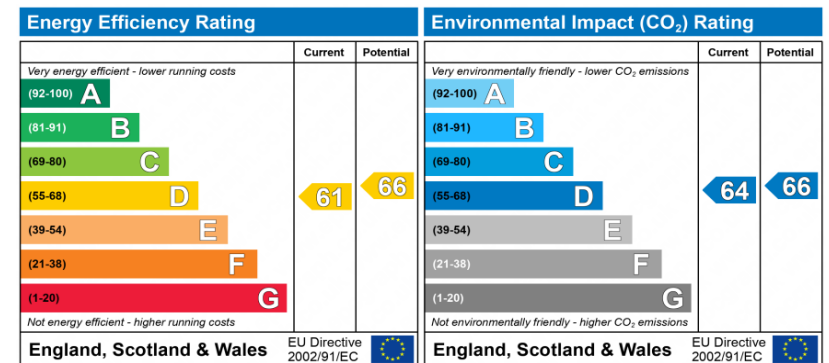 Energy Efficiency Rating
Current Potential
Very energy efficient - lower running costs
(92-100) A
(81-91) B
(69-80) C
(55-68) D
(39-54) E
(21-38) F
(1-20) G
61
66
Not energy efficient - higher running costs
England, Scotland & Wales
EU Directive
2002/91/EC
Environmental Impact (CO₂) Rating
Current Potential
Very environmentally friendly - lower CO₂ emissions
(92-100) A
(81-91) B
(69-80) C
(55-68) D
(39-54) E
(21-38) F
(1-20) G
64
66
Not environmentally friendly - higher CO₂ emissions
England, Scotland & Wales
EU Directive
2002/91/EC